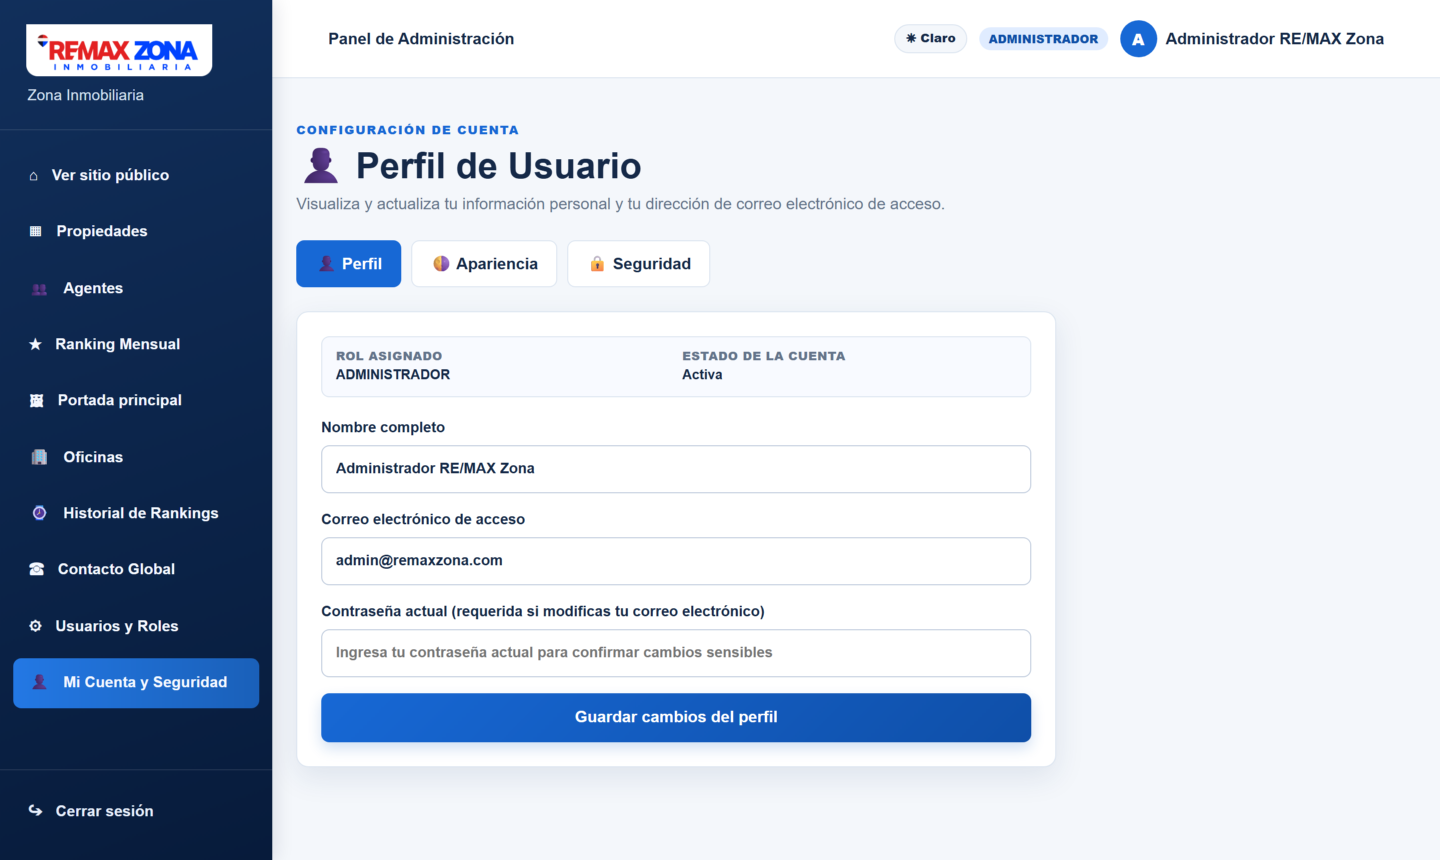 REMAX ZONA
INMOBILIARIA
Zona Inmobiliaria
Ver sitio público
Propiedades
Agentes
Ranking Mensual
Portada principal
Oficinas
Historial de Rankings
Contacto Global
Usuarios y Roles
Mi Cuenta y Seguridad
Cerrar sesión
Panel de Administración
Claro
ADMINISTRADOR
A
Administrador RE/MAX Zona
CONFIGURACIÓN DE CUENTA
Perfil de Usuario
Visualiza y actualiza tu información personal y tu dirección de correo electrónico de acceso.
Perfil
Apariencia
Seguridad
ROL ASIGNADO
ADMINISTRADOR
ESTADO DE LA CUENTA
Activa
Nombre completo
Administrador RE/MAX Zona
Correo electrónico de acceso
admin@remaxzona.com
Contraseña actual (requerida si modificas tu correo electrónico)
Ingresa tu contraseña actual para confirmar cambios sensibles
Guardar cambios del perfil